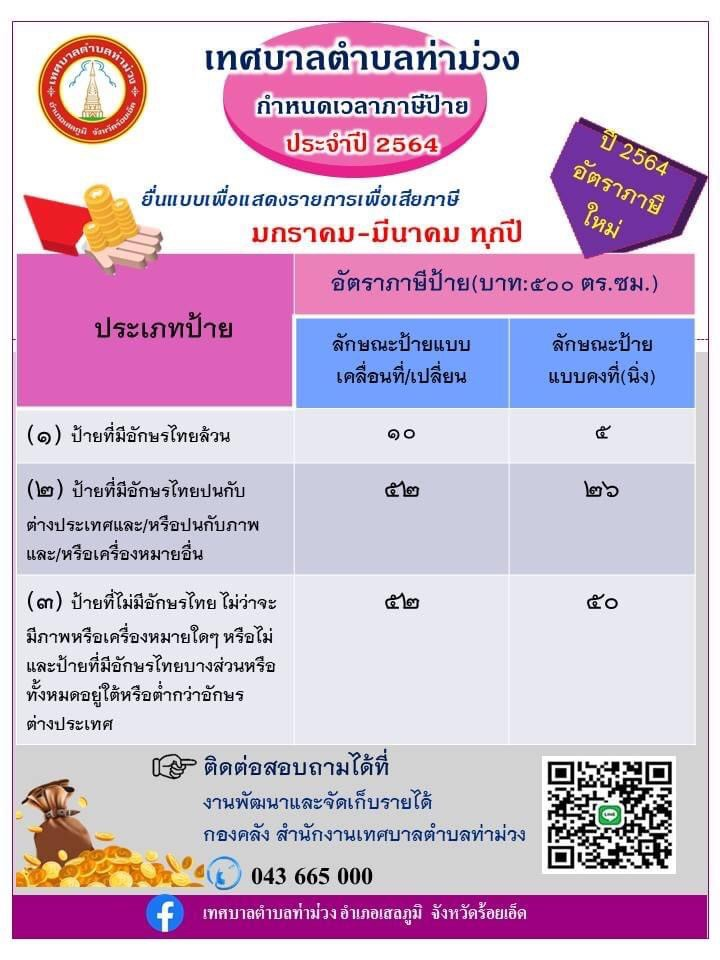 เทศบาลตำบลท่าม่วง
อำเภอเสลภูมิ จังหวัดร้อยเอ็ด
เทศบาลตำบลท่าม่วง
กำหนดเวลาภาษีป้าย
ประจำปี 2564
ปี 2564
อัตราภาษี
ใหม่
ยื่นแบบเพื่อแสดงรายการเพื่อเสียภาษี
มกราคม-มีนาคม ทุกปี
ประเภทป้าย
อัตราภาษีป้าย(บาท:๕๐๐ ตร.ซม.)
ลักษณะป้ายแบบ
เคลื่อนที่/เปลี่ยน
ลักษณะป้าย
แบบคงที่(นิ่ง)
(๑) ป้ายที่มีอักษรไทยล้วน
๑๐
๕
(๒) ป้ายที่มีอักษรไทยปนกับ
ต่างประเทศและ/หรือปนกับภาพ
และ/หรือเครื่องหมายอื่น
๕๒
๒๖
(๓) ป้ายที่ไม่มีอักษรไทย ไม่ว่าจะ
มีภาพหรือเครื่องหมายใดๆ หรือไม่
และป้ายที่มีอักษรไทยบางส่วนหรือ
ทั้งหมดอยู่ใต้หรือต่ำกว่าอักษร
ต่างประเทศ
๕๒
๕๐
ติดต่อสอบถามได้ที่
งานพัฒนาและจัดเก็บรายได้
กองคลัง สำนักงานเทศบาลตำบลท่าม่วง
043 665 000
LINE
เทศบาลตำบลท่าม่วง อำเภอเสลภูมิ จังหวัดร้อยเอ็ด